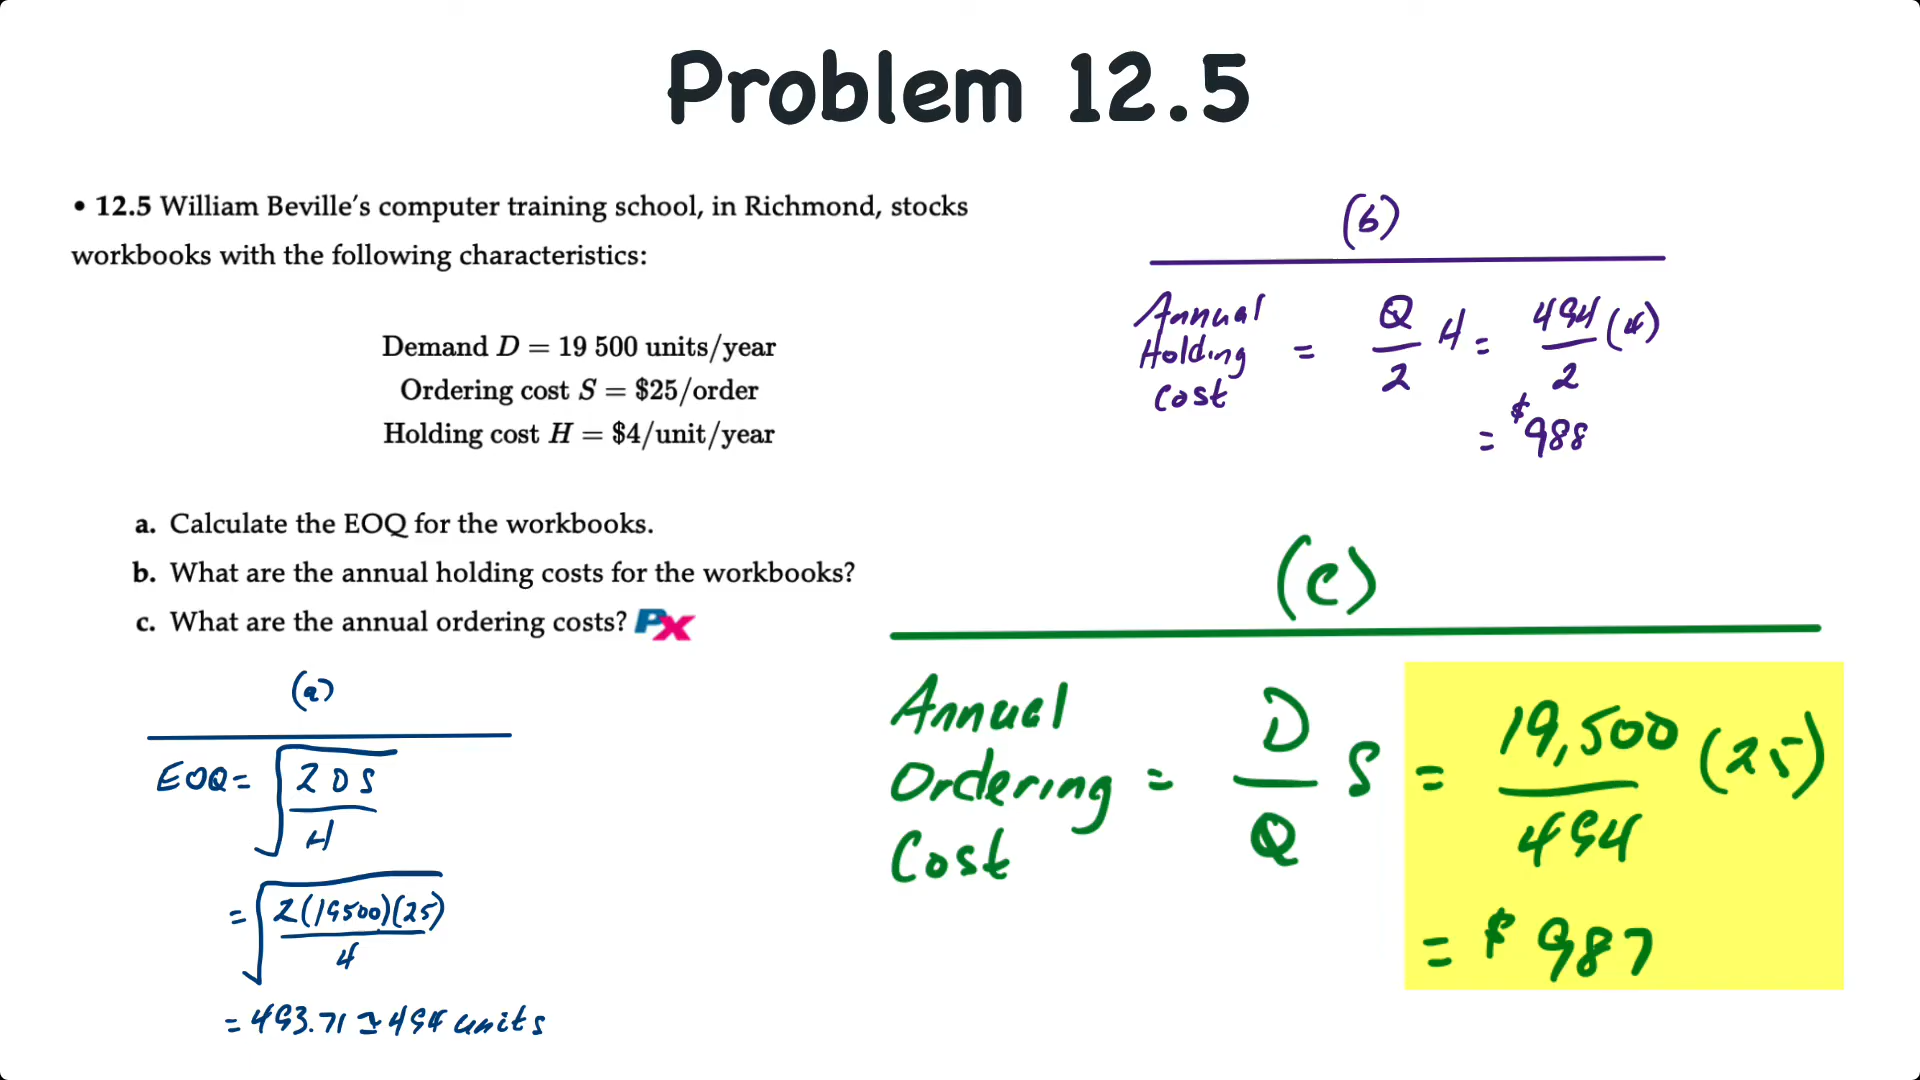 Problem 12.5
• 12.5 William Beville's computer training school, in Richmond, stocks
workbooks with the following characteristics:
Demand D = 19 500 units/year
Ordering cost S = $25/order
Holding cost H = $4/unit/year
a. Calculate the EOQ for the workbooks.
b. What are the annual holding costs for the workbooks?
c. What are the annual ordering costs? PX
(a)
EOQ = √(2DS / H)
= √(2(19500)(25) / 4)
= 493.71 ≃ 494 units
(b)
Annual Holding Cost = Q/2 H = 494/2 (4)
= $988
(c)
Annual Ordering Cost = D/Q S = 19,500/494 (25)
= $987